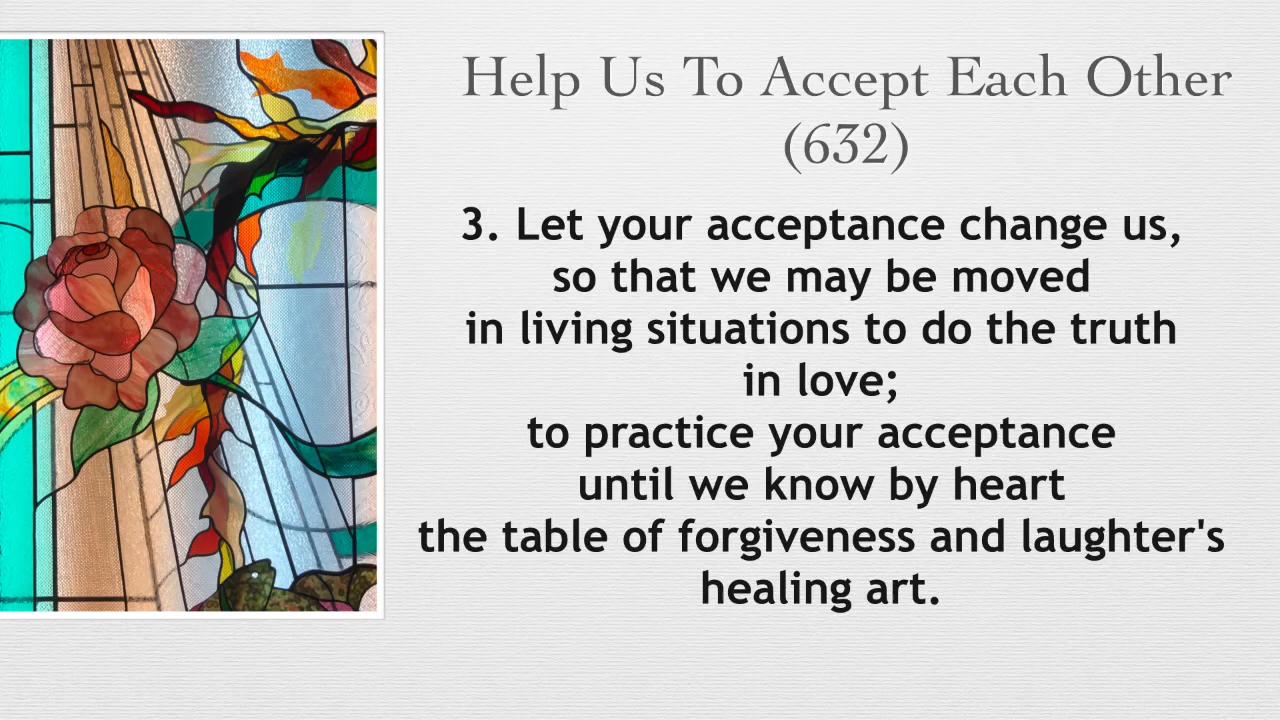 Help Us To Accept Each Other
(632)
3. Let your acceptance change us,
so that we may be moved
in living situations to do the truth
in love;
to practice your acceptance
until we know by heart
the table of forgiveness and laughter's
healing art.